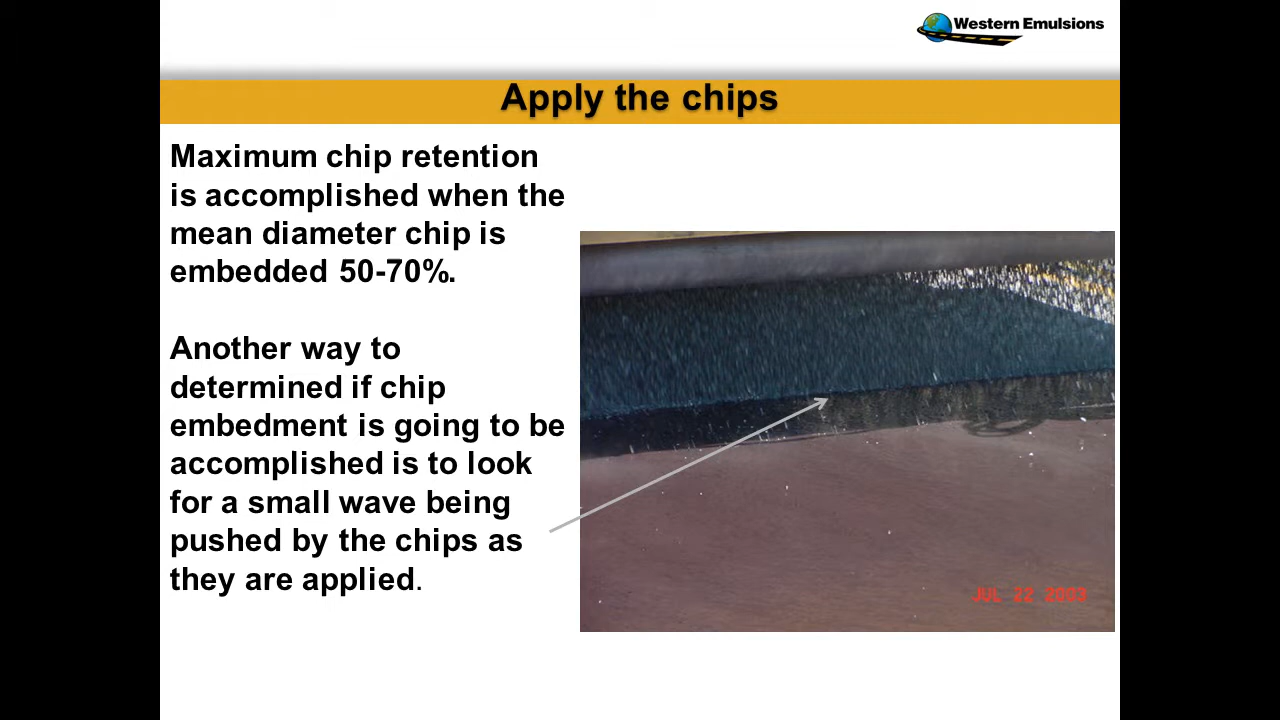 Western Emulsions
Apply the chips
Maximum chip retention
is accomplished when the
mean diameter chip is
embedded 50-70%.
Another way to
determined if chip
embedment is going to be
accomplished is to look
for a small wave being
pushed by the chips as
they are applied.
JUL 22 2003